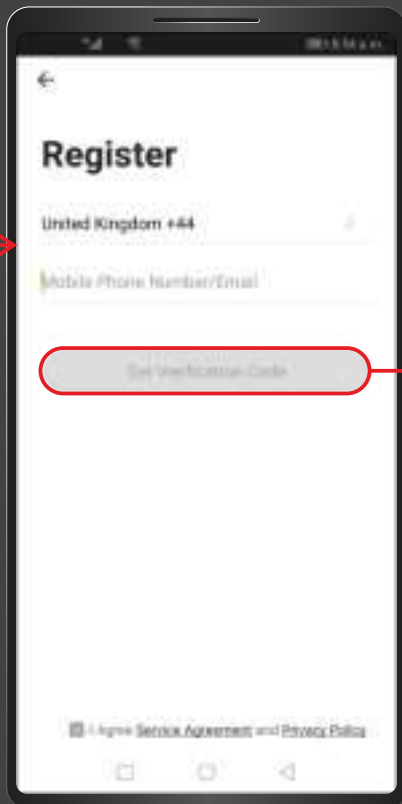 Register
United Kingdom +44
Mobile Phone Number/Email
Get Verification Code
I Agree Service Agreement and Privacy Policy